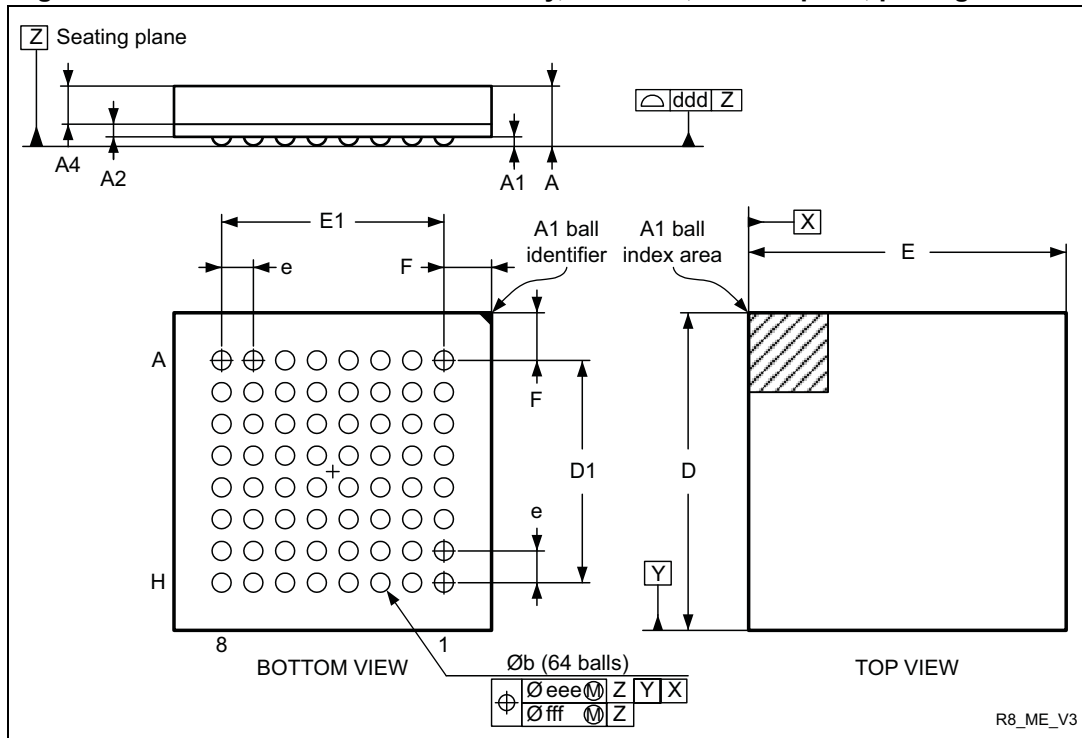 Z Seating plane
ddd Z
A4
A2
A1
A
E1
A1 ball
identifier
A1 ball
index area
X
e
F
E
A
F
D1
D
e
H
Y
8
1
BOTTOM VIEW
Øb (64 balls)
TOP VIEW
Ø eee Ⓜ Z Y X
Ø fff Ⓜ Z
R8_ME_V3